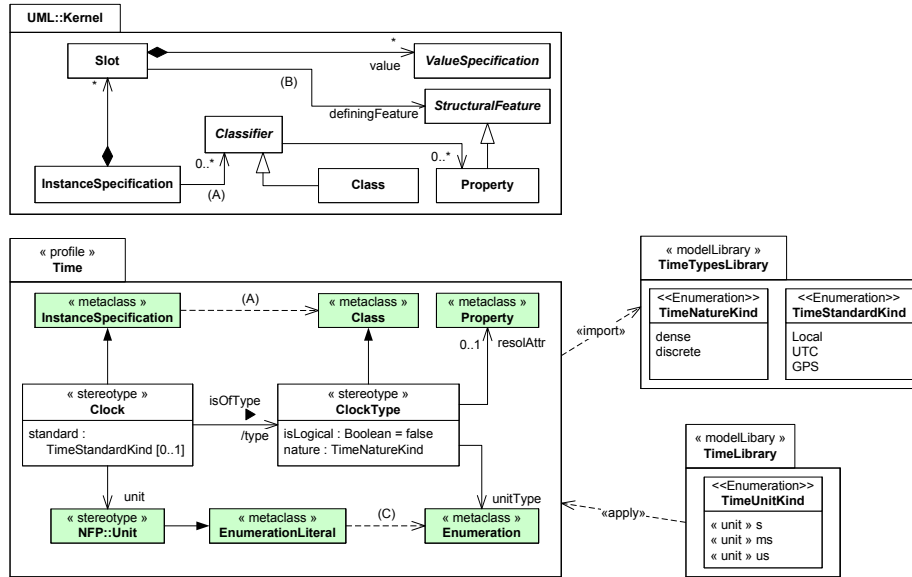 UML::Kernel
Slot
*
value
ValueSpecification
(B)
*
definingFeature
StructuralFeature
Classifier
0..*
0..*
InstanceSpecification
(A)
Class
Property
« profile »
Time
« metaclass »
InstanceSpecification
(A)
« metaclass »
Class
« metaclass »
Property
0..1
resolAttr
« stereotype »
Clock
standard :
TimeStandardKind [0..1]
isOfType
/type
« stereotype »
ClockType
isLogical : Boolean = false
nature : TimeNatureKind
unit
unitType
« stereotype »
NFP::Unit
« metaclass »
EnumerationLiteral
(C)
« metaclass »
Enumeration
« modelLibrary »
TimeTypesLibrary
<<Enumeration>>
TimeNatureKind
dense
discrete
<<Enumeration>>
TimeStandardKind
Local
UTC
GPS
«import»
« modelLibary »
TimeLibrary
<<Enumeration>>
TimeUnitKind
« unit » s
« unit » ms
« unit » us
«apply»